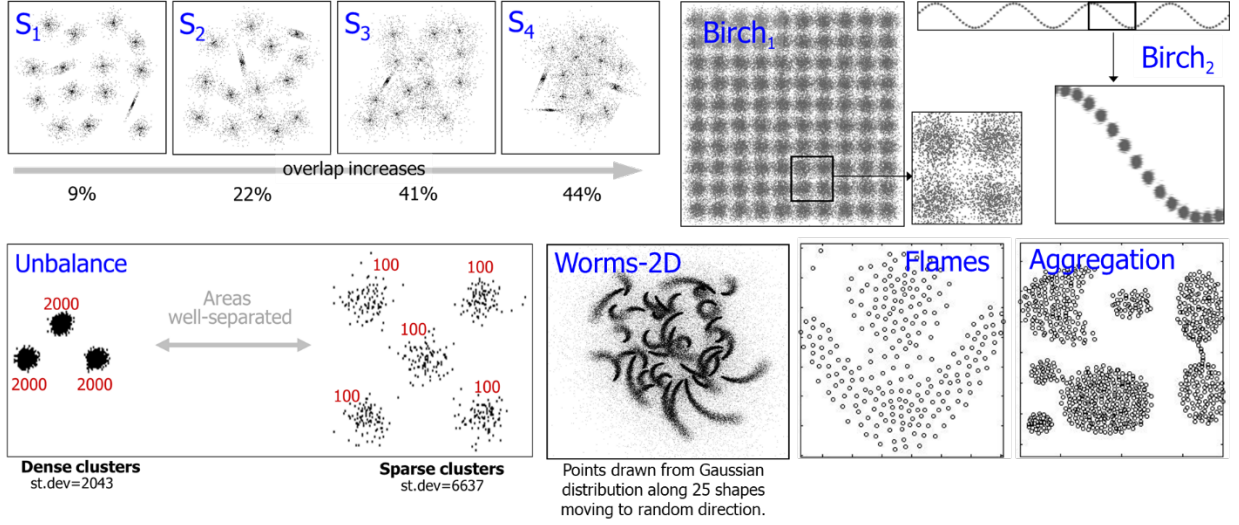 S1
S2
S3
S4
overlap increases
9%
22%
41%
44%
Birch1
Birch2
Unbalance
2000
2000
2000
Areas
well-separated
100
100
100
100
100
Dense clusters
st.dev=2043
Sparse clusters
st.dev=6637
Worms-2D
Points drawn from Gaussian
distribution along 25 shapes
moving to random direction.
Flames
Aggregation